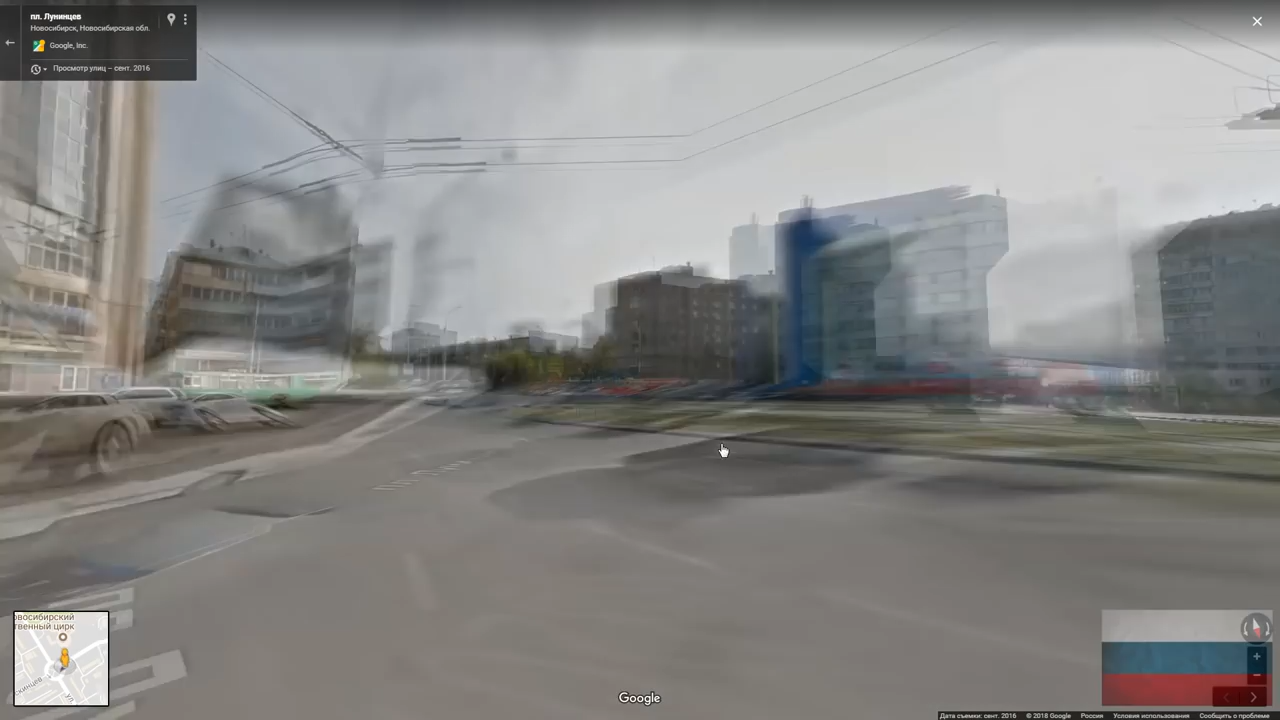 пл. Лунинцев
Новосибирск, Новосибирская обл.
Google, Inc.
Просмотр улиц – сент. 2016
овосибирский
твенный цирк
Google
Дата съемки: сент. 2016 © 2018 Google Россия Условия использования Сообщить о проблеме